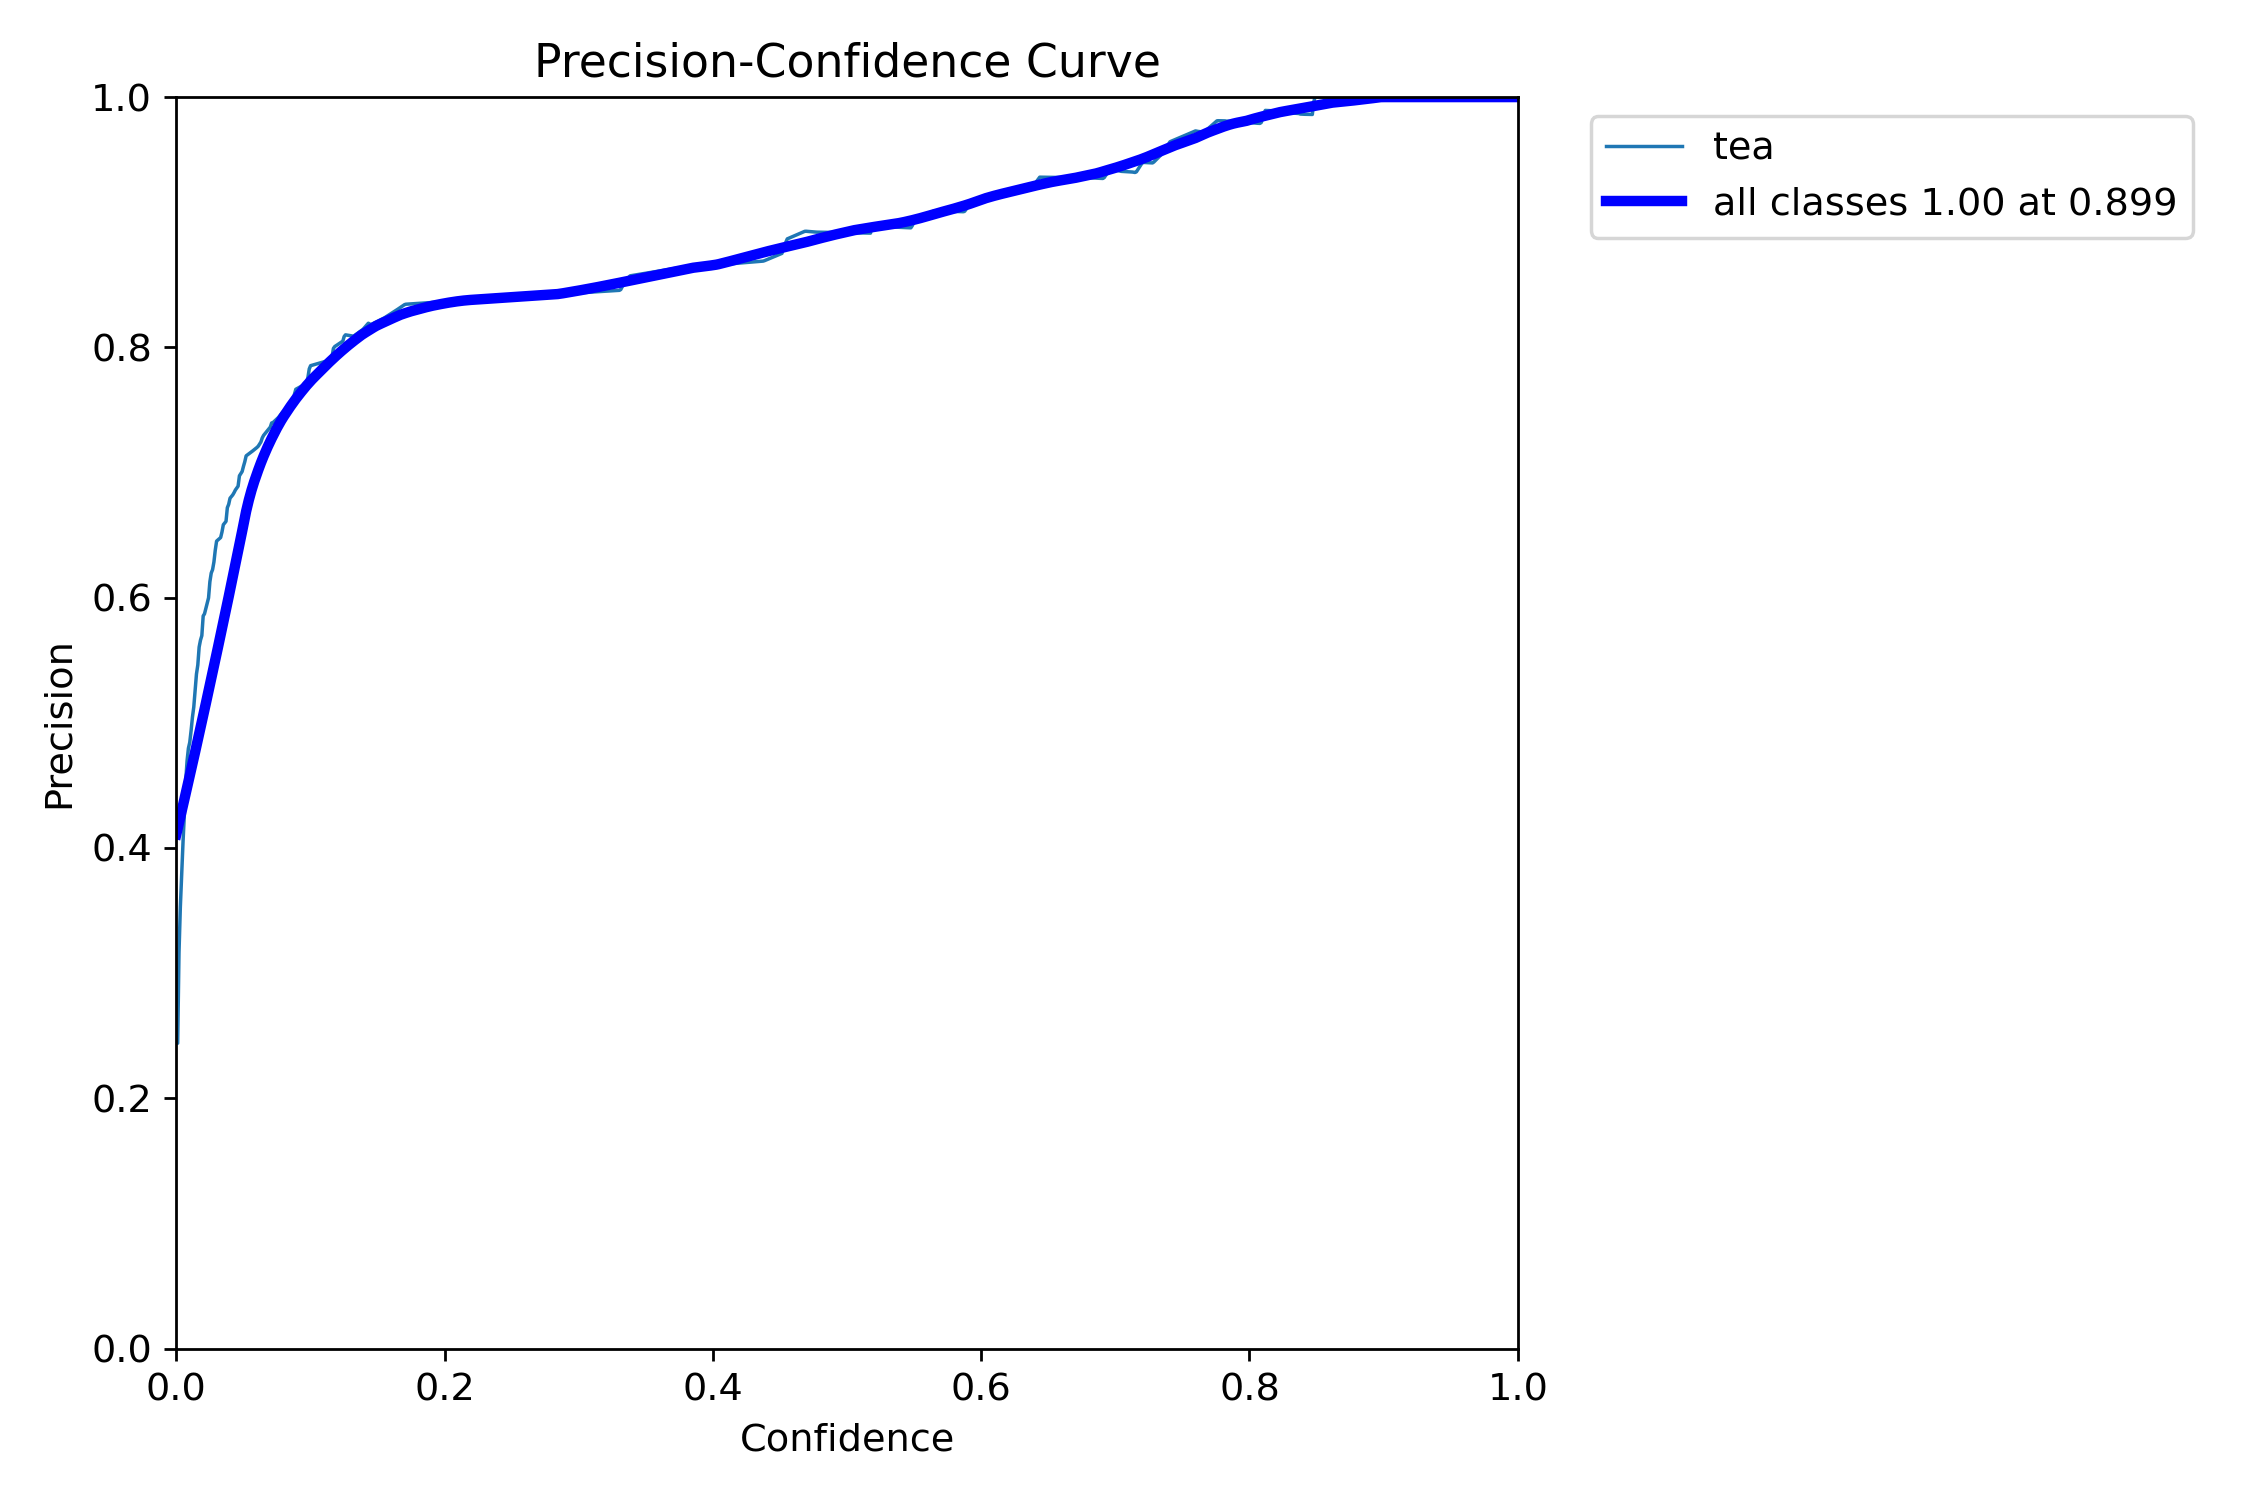 Precision-Confidence Curve
1.0
0.8
0.6
0.4
0.2
0.0
Precision
0.0 0.2 0.4 0.6 0.8 1.0
Confidence
tea
all classes 1.00 at 0.899